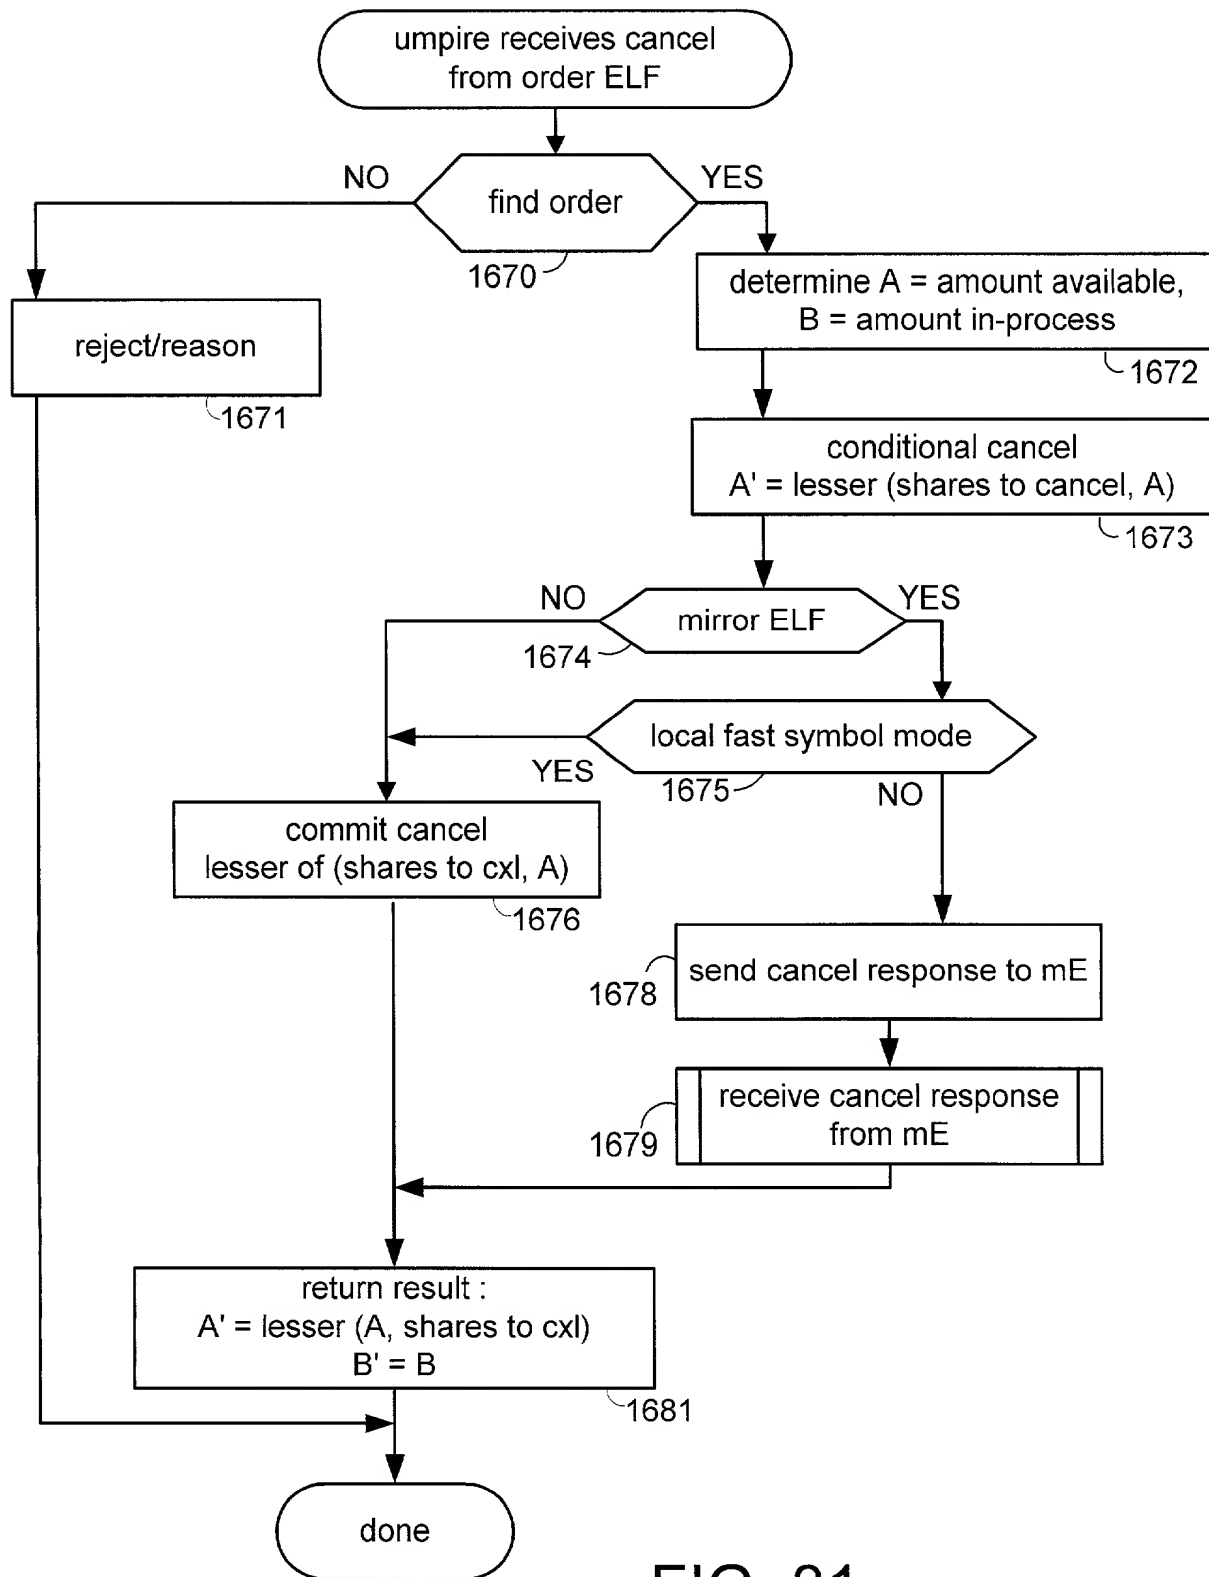 umpire receives cancel
from order ELF
NO
YES
find order
1670
determine A = amount available,
B = amount in-process
1672
reject/reason
1671
conditional cancel
A' = lesser (shares to cancel, A)
1673
NO
YES
mirror ELF
1674
local fast symbol mode
YES
1675
NO
commit cancel
lesser of (shares to cxl, A)
1676
send cancel response to mE
1678
receive cancel response
from mE
1679
return result :
A' = lesser (A, shares to cxl)
B' = B
1681
done
FIG. 81